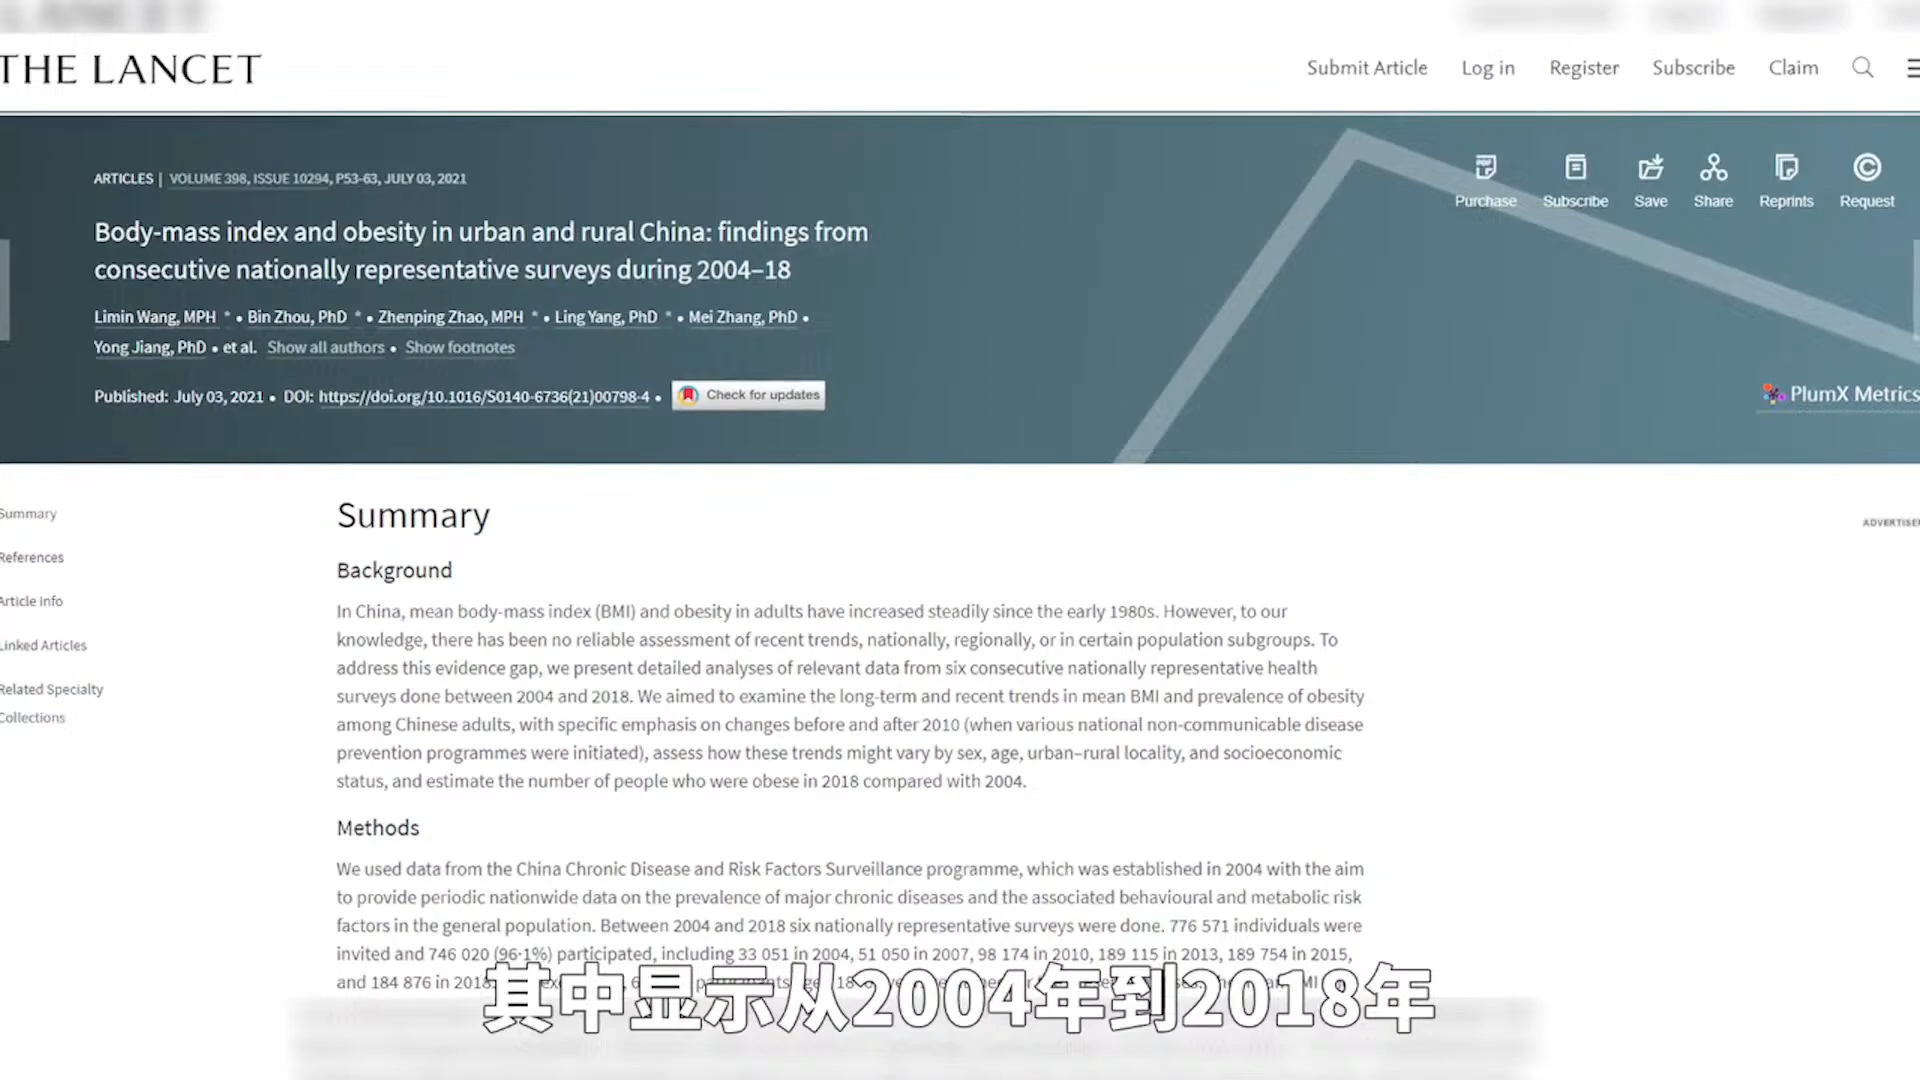 THE LANCET
Submit Article Log in Register Subscribe Claim
ARTICLES | VOLUME 398, ISSUE 10294, P53-63, JULY 03, 2021
Purchase Subscribe Save Share Reprints Request
Body-mass index and obesity in urban and rural China: findings from
consecutive nationally representative surveys during 2004–18
Limin Wang, MPH * • Bin Zhou, PhD * • Zhenping Zhao, MPH * • Ling Yang, PhD * • Mei Zhang, PhD •
Yong Jiang, PhD • et al. Show all authors • Show footnotes
Published: July 03, 2021 • DOI: https://doi.org/10.1016/S0140-6736(21)00798-4 • Check for updates
PlumX Metrics
Summary
References
Article Info
Linked Articles
Related Specialty
Collections
Summary
Background
In China, mean body-mass index (BMI) and obesity in adults have increased steadily since the early 1980s. However, to our
knowledge, there has been no reliable assessment of recent trends, nationally, regionally, or in certain population subgroups. To
address this evidence gap, we present detailed analyses of relevant data from six consecutive nationally representative health
surveys done between 2004 and 2018. We aimed to examine the long-term and recent trends in mean BMI and prevalence of obesity
among Chinese adults, with specific emphasis on changes before and after 2010 (when various national non-communicable disease
prevention programmes were initiated), assess how these trends might vary by sex, age, urban–rural locality, and socioeconomic
status, and estimate the number of people who were obese in 2018 compared with 2004.
Methods
We used data from the China Chronic Disease and Risk Factors Surveillance programme, which was established in 2004 with the aim
to provide periodic nationwide data on the prevalence of major chronic diseases and the associated behavioural and metabolic risk
factors in the general population. Between 2004 and 2018 six nationally representative surveys were done. 776 571 individuals were
invited and 746 020 (96·1%) participated, including 33 051 in 2004, 51 050 in 2007, 98 174 in 2010, 189 115 in 2013, 189 754 in 2015,
and 184 876 in 2018
其中显示从2004年到2018年